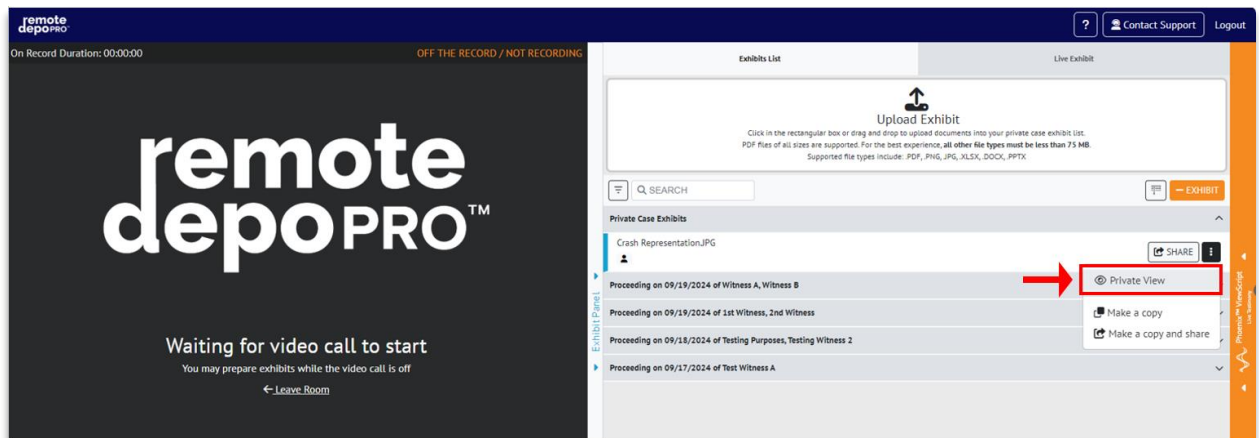 remote
depoPRO™
?
Contact Support
Logout
On Record Duration: 00:00:00
OFF THE RECORD / NOT RECORDING
remote
depoPRO™
Waiting for video call to start
You may prepare exhibits while the video call is off
Leave Room
Exhibit Panel
Exhibits List
Live Exhibit
Upload Exhibit
Click in the rectangular box or drag and drop to upload documents into your private case exhibit list.
PDF files of all sizes are supported. For the best experience, all other file types must be less than 75 MB.
Supported file types include: .PDF, .PNG, .JPG, .XLSX, .DOCX, .PPTX
SEARCH
EXHIBIT
Private Case Exhibits
Crash Representation.JPG
SHARE
Private View
Make a copy
Make a copy and share
Proceeding on 09/19/2024 of Witness A, Witness B
Proceeding on 09/19/2024 of 1st Witness, 2nd Witness
Proceeding on 09/18/2024 of Testing Purposes, Testing Witness 2
Proceeding on 09/17/2024 of Test Witness A
Phoenix™ ViewScript
Live Testimony